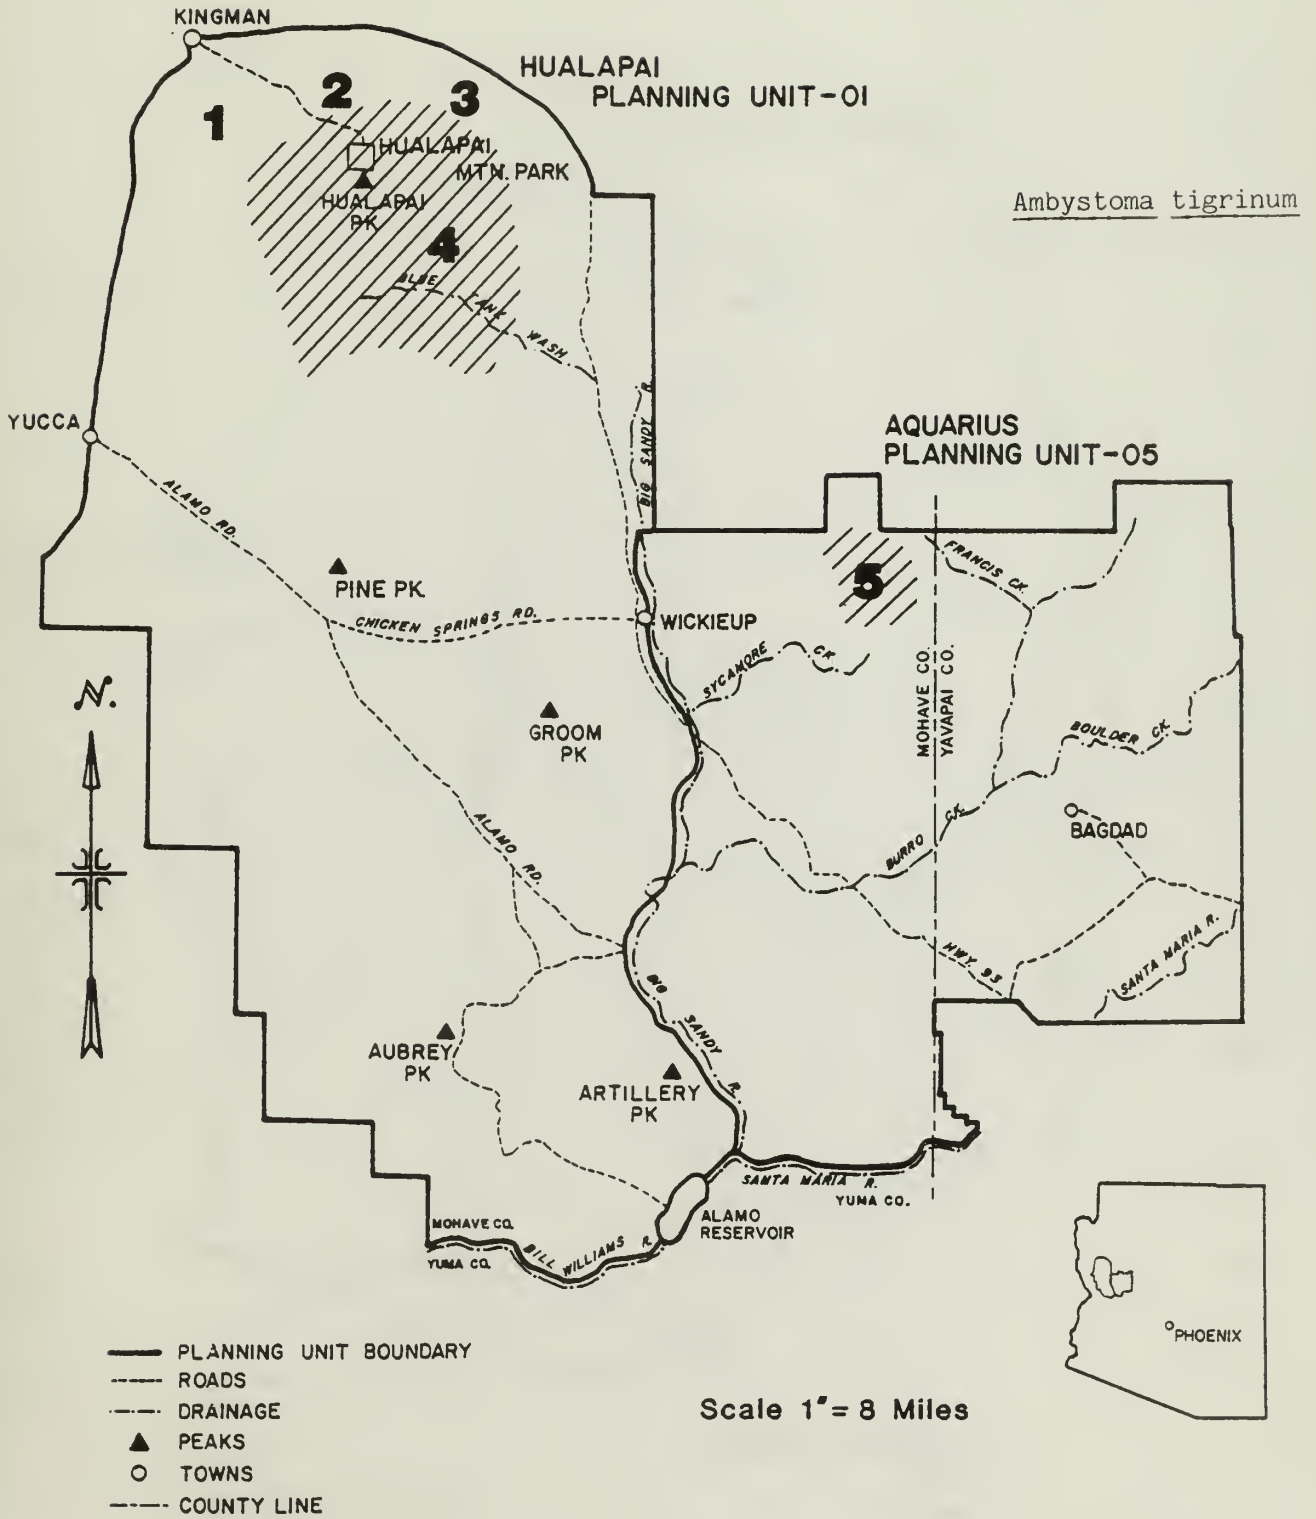 KINGMAN
HUALAPAI
PLANNING UNIT-01
1
2
3
HUALAPAI
MTN. PARK
HUALAPAI
PK
Ambystoma tigrinum
4
BLUE TANK WASH
YUCCA
BIG SANDY R.
AQUARIUS
PLANNING UNIT-05
ALAMO RD.
FRANCIS CK.
5
PINE PK.
CHICKEN SPRINGS RD.
WICKIEUP
SYCAMORE CK.
MOHAVE CO.
YAVAPAI CO.
N.
GROOM
PK
BOULDER CK.
ALAMO RD.
BURRO CK.
BAGDAD
HWY. 93
SANTA MARIA R.
BIG SANDY R.
AUBREY
PK
ARTILLERY
PK
SANTA MARIA R.
YUMA CO.
ALAMO
RESERVOIR
MOHAVE CO.
YUMA CO.
BILL WILLIAMS R.
PHOENIX
PLANNING UNIT BOUNDARY
ROADS
DRAINAGE
PEAKS
TOWNS
COUNTY LINE
Scale 1"= 8 Miles